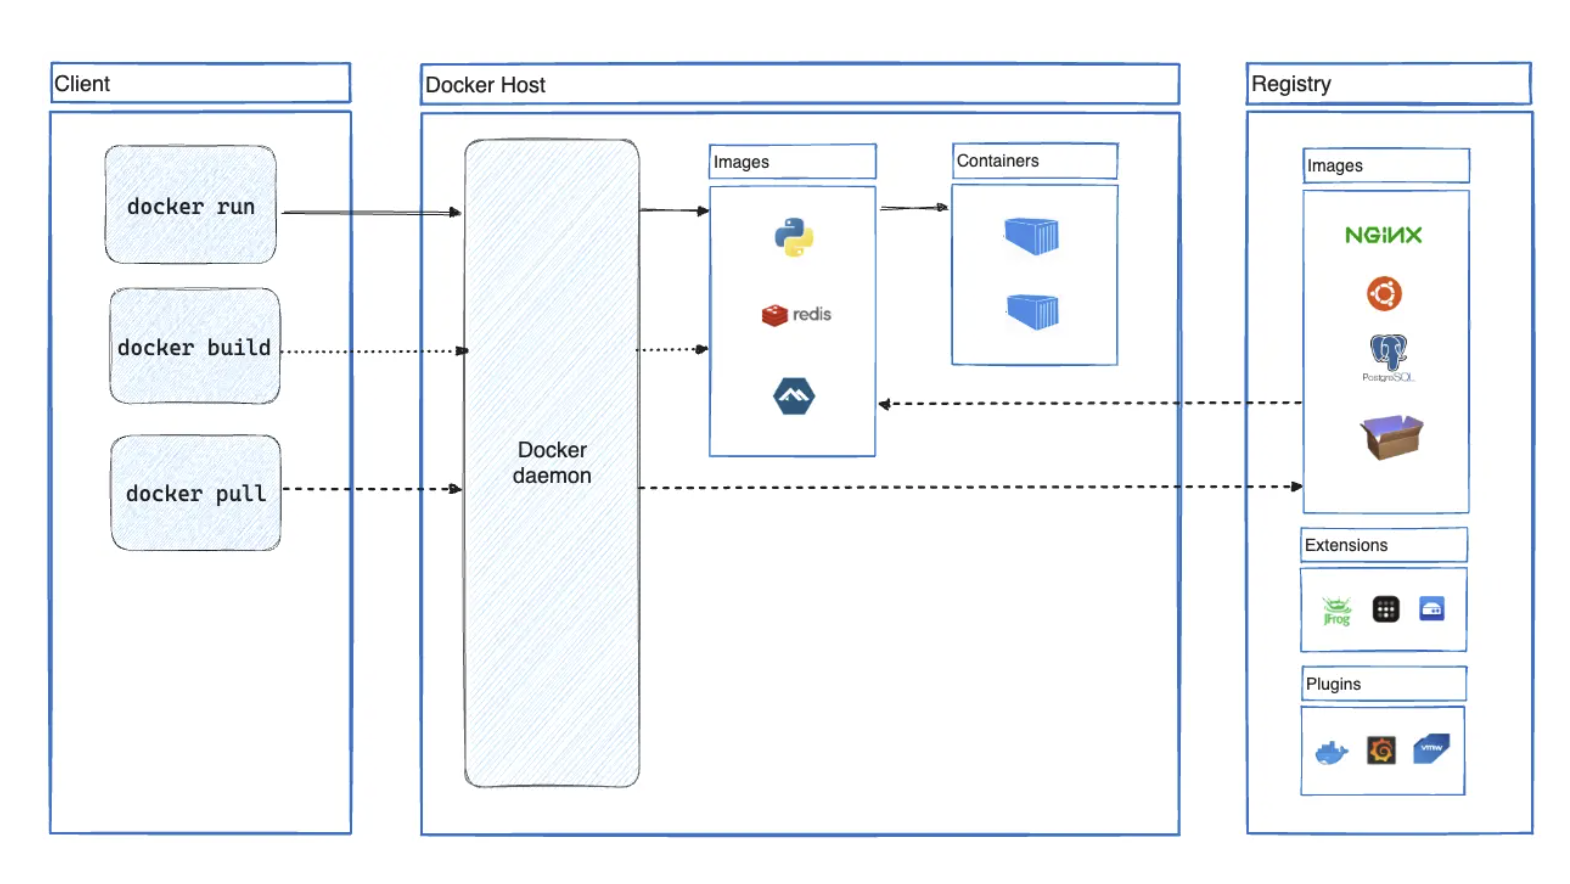 Client
docker run
docker build
docker pull
Docker Host
Docker
daemon
Images
redis
Containers
Registry
Images
NGINX
PostgreSQL
Extensions
JFrog
Plugins
vmw